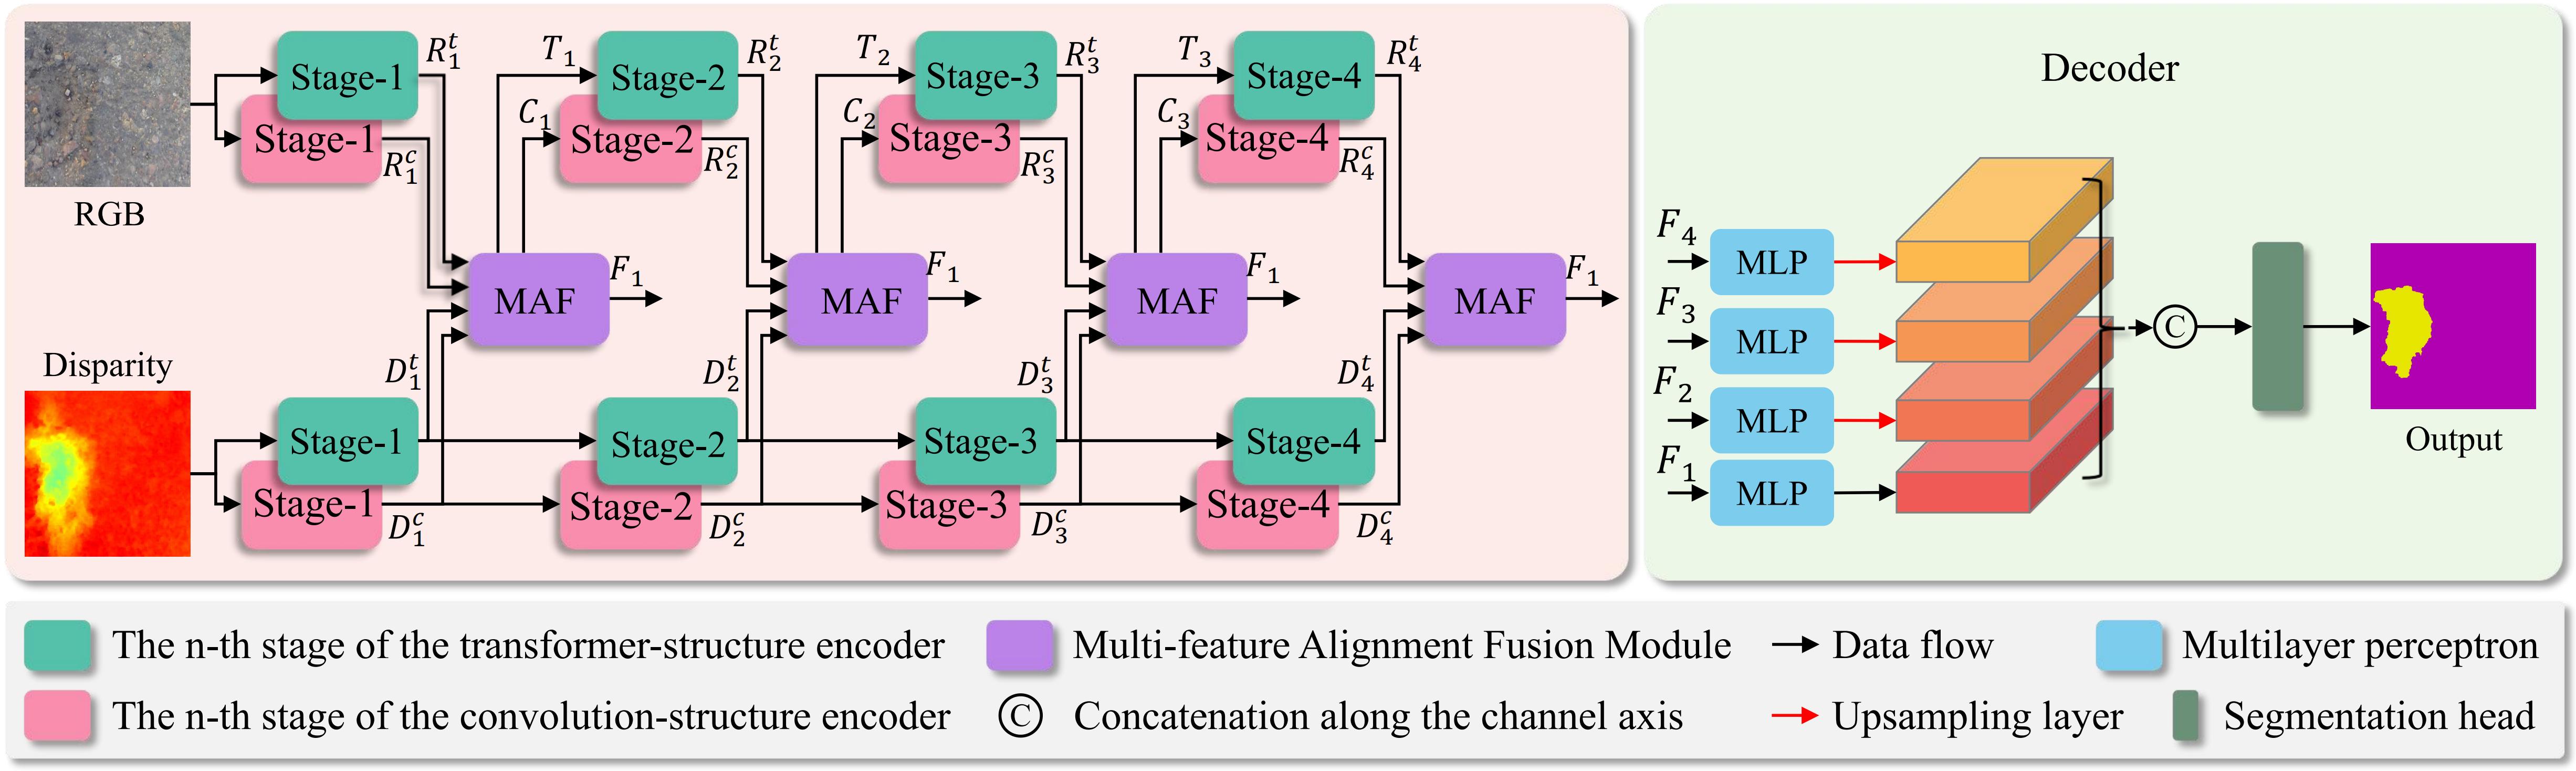 RGB
Stage-1
Stage-1
R_1^t
R_1^c
T_1
C_1
Stage-2
Stage-2
R_2^t
R_2^c
T_2
C_2
Stage-3
Stage-3
R_3^t
R_3^c
T_3
C_3
Stage-4
Stage-4
R_4^t
R_4^c
MAF
F_1
MAF
F_1
MAF
F_1
MAF
F_1
Disparity
D_1^t
D_2^t
D_3^t
D_4^t
Stage-1
Stage-1
D_1^c
Stage-2
Stage-2
D_2^c
Stage-3
Stage-3
D_3^c
Stage-4
Stage-4
D_4^c
Decoder
F_4
MLP
F_3
MLP
F_2
MLP
F_1
MLP
C
Output
The n-th stage of the transformer-structure encoder
Multi-feature Alignment Fusion Module
Data flow
Multilayer perceptron
The n-th stage of the convolution-structure encoder
C
Concatenation along the channel axis
Upsampling layer
Segmentation head